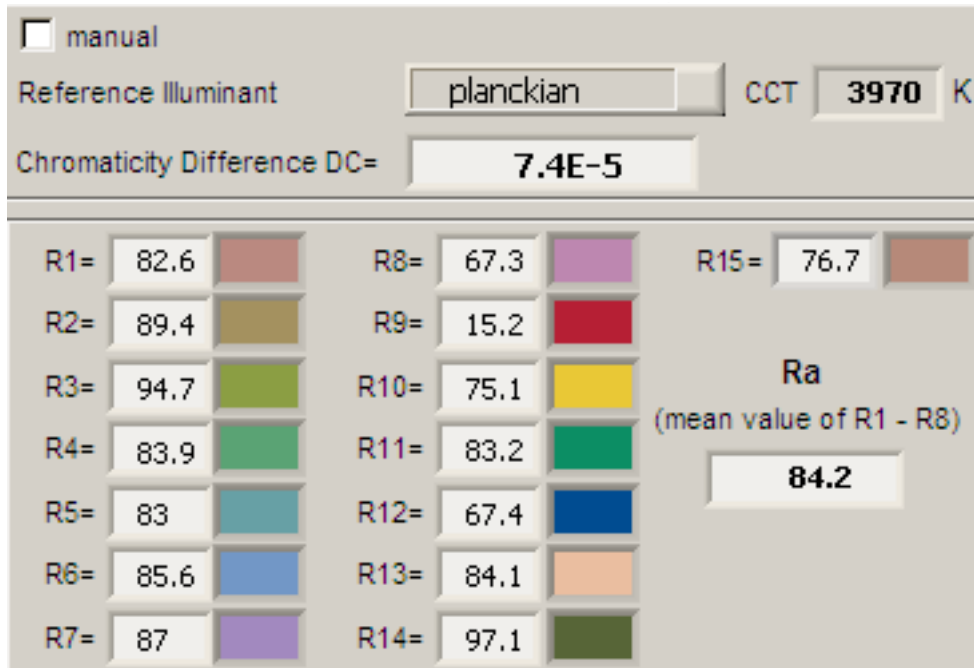 manual
Reference Illuminant planckian CCT 3970 K
Chromaticity Difference DC= 7.4E-5
R1= 82.6 R8= 67.3 R15= 76.7
R2= 89.4 R9= 15.2
R3= 94.7 R10= 75.1 Ra
(mean value of R1 - R8)
R4= 83.9 R11= 83.2
84.2
R5= 83 R12= 67.4
R6= 85.6 R13= 84.1
R7= 87 R14= 97.1